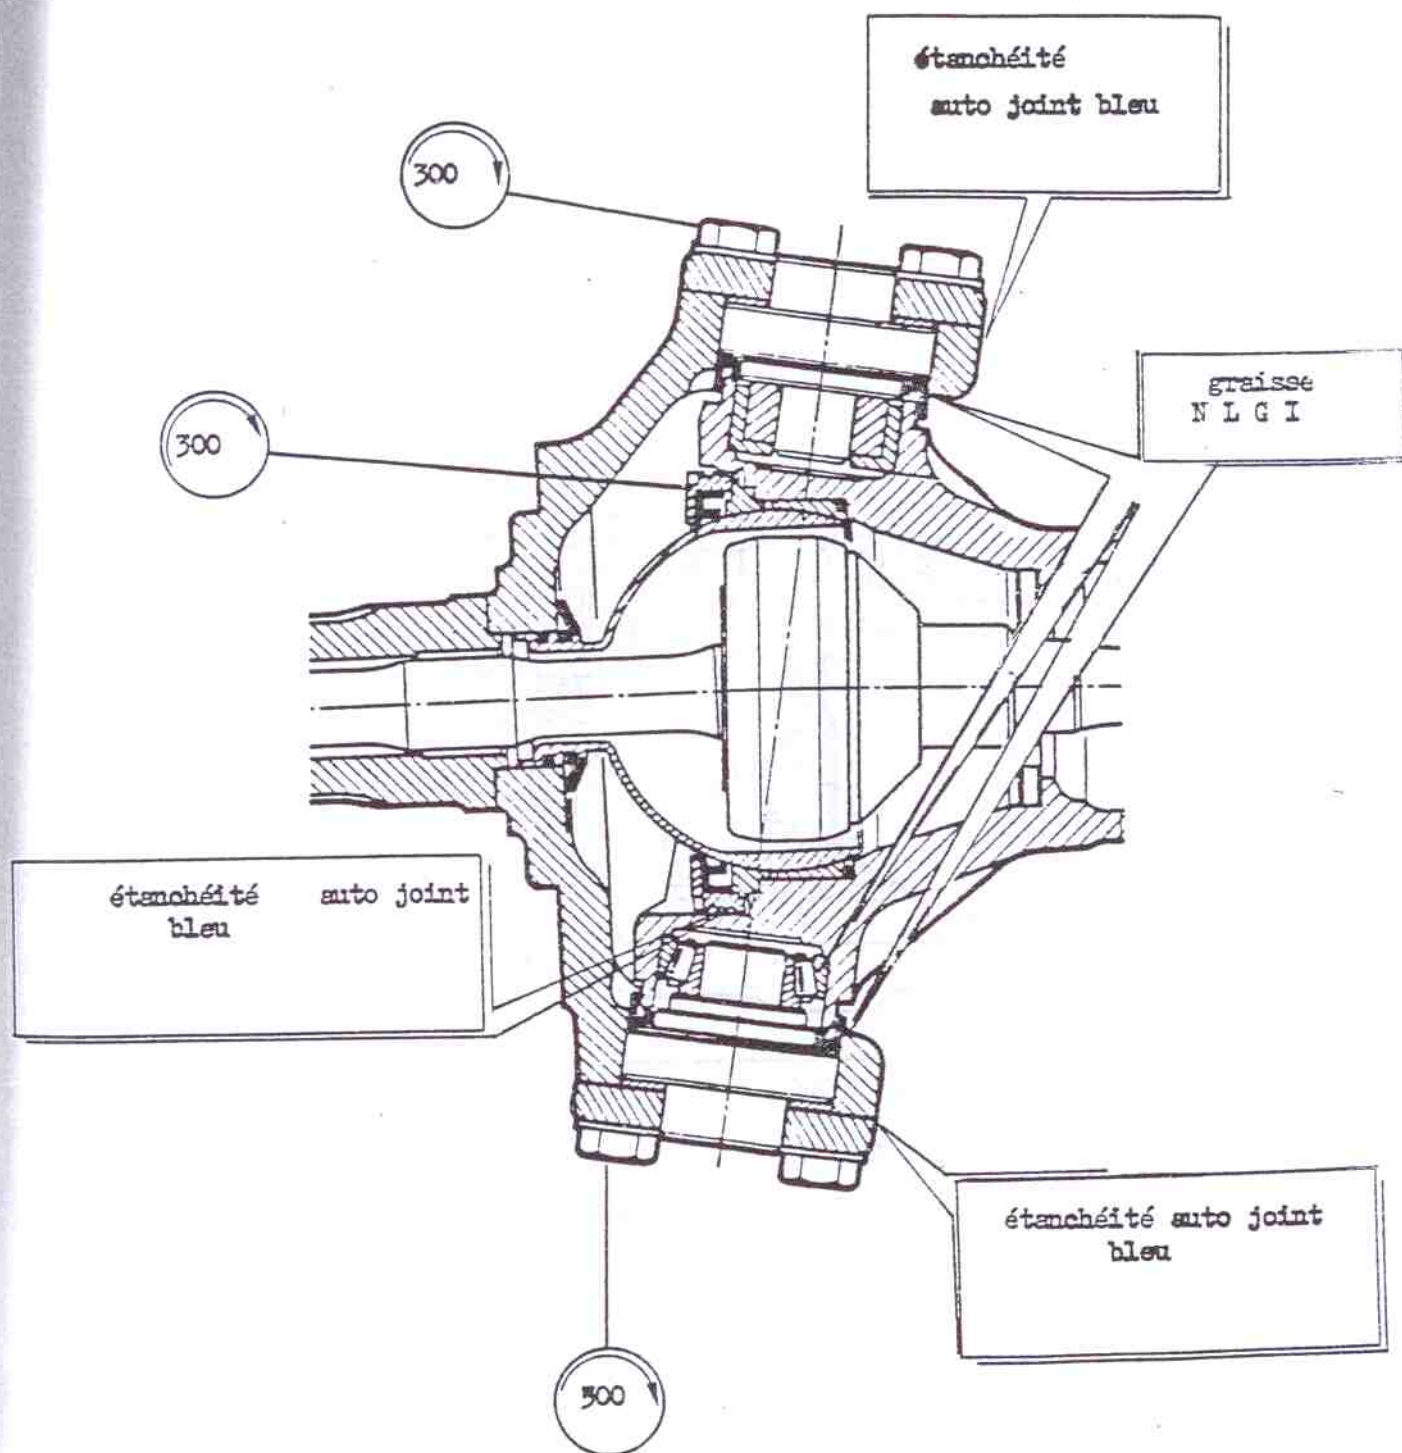 étanchéité
auto joint bleu
300
graisse
N L G I
300
étanchéité auto joint
bleu
étanchéité auto joint
bleu
300